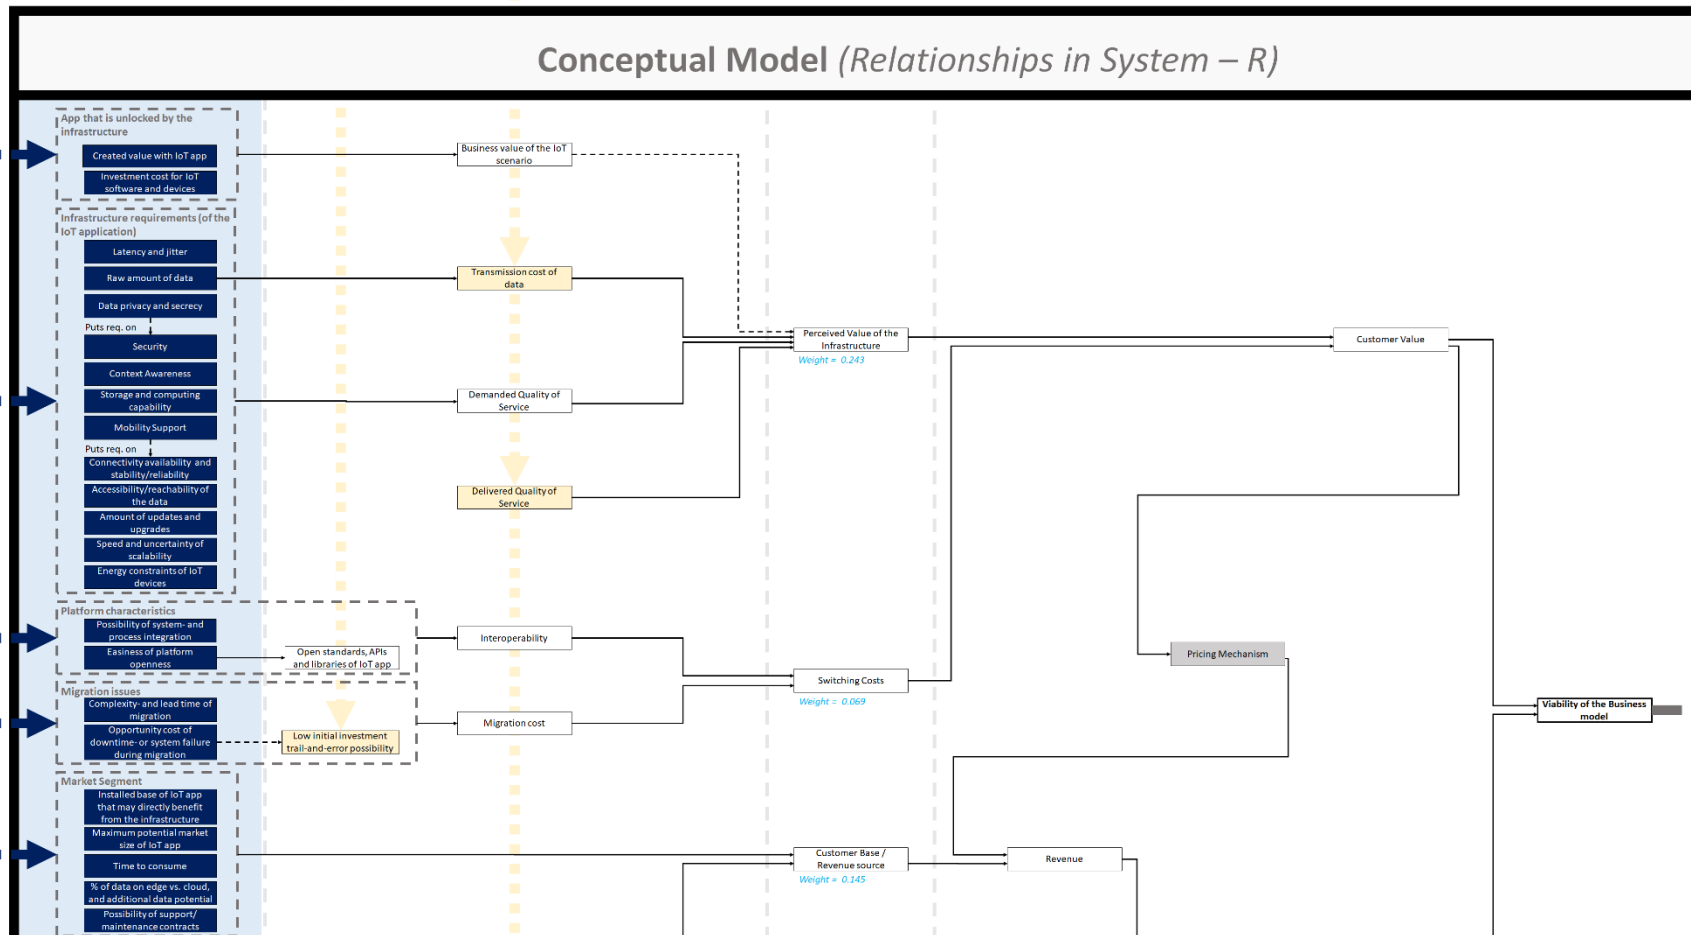 Conceptual Model (Relationships in System – R)
App that is unlocked by the
infrastructure
Created value with IoT app
Investment cost for IoT
software and devices
Business value of the IoT
scenario
Infrastructure requirements (of the
IoT application)
Latency and jitter
Raw amount of data
Data privacy and secrecy
Puts req. on
Security
Context Awareness
Storage and computing
capability
Mobility Support
Puts req. on
Connectivity availability and
stability/reliability
Accessibility/reachability of
the data
Amount of updates and
upgrades
Speed and uncertainty of
scalability
Energy constraints of IoT
devices
Transmission cost of
data
Demanded Quality of
Service
Delivered Quality of
Service
Perceived Value of the
Infrastructure
Weight = 0.243
Customer Value
Platform characteristics
Possibility of system- and
process integration
Easiness of platform
openness
Open standards, APIs
and libraries of IoT app
Interoperability
Switching Costs
Weight = 0.069
Pricing Mechanism
Migration issues
Complexity- and lead time of
migration
Opportunity cost of
downtime- or system failure
during migration
Low initial investment
trail-and-error possibility
Migration cost
Viability of the Business
model
Market Segment
Installed base of IoT app
that may directly benefit
from the infrastructure
Maximum potential market
size of IoT app
Time to consume
% of data on edge vs. cloud,
and additional data potential
Possibility of support/
maintenance contracts
Customer Base /
Revenue source
Weight = 0.145
Revenue